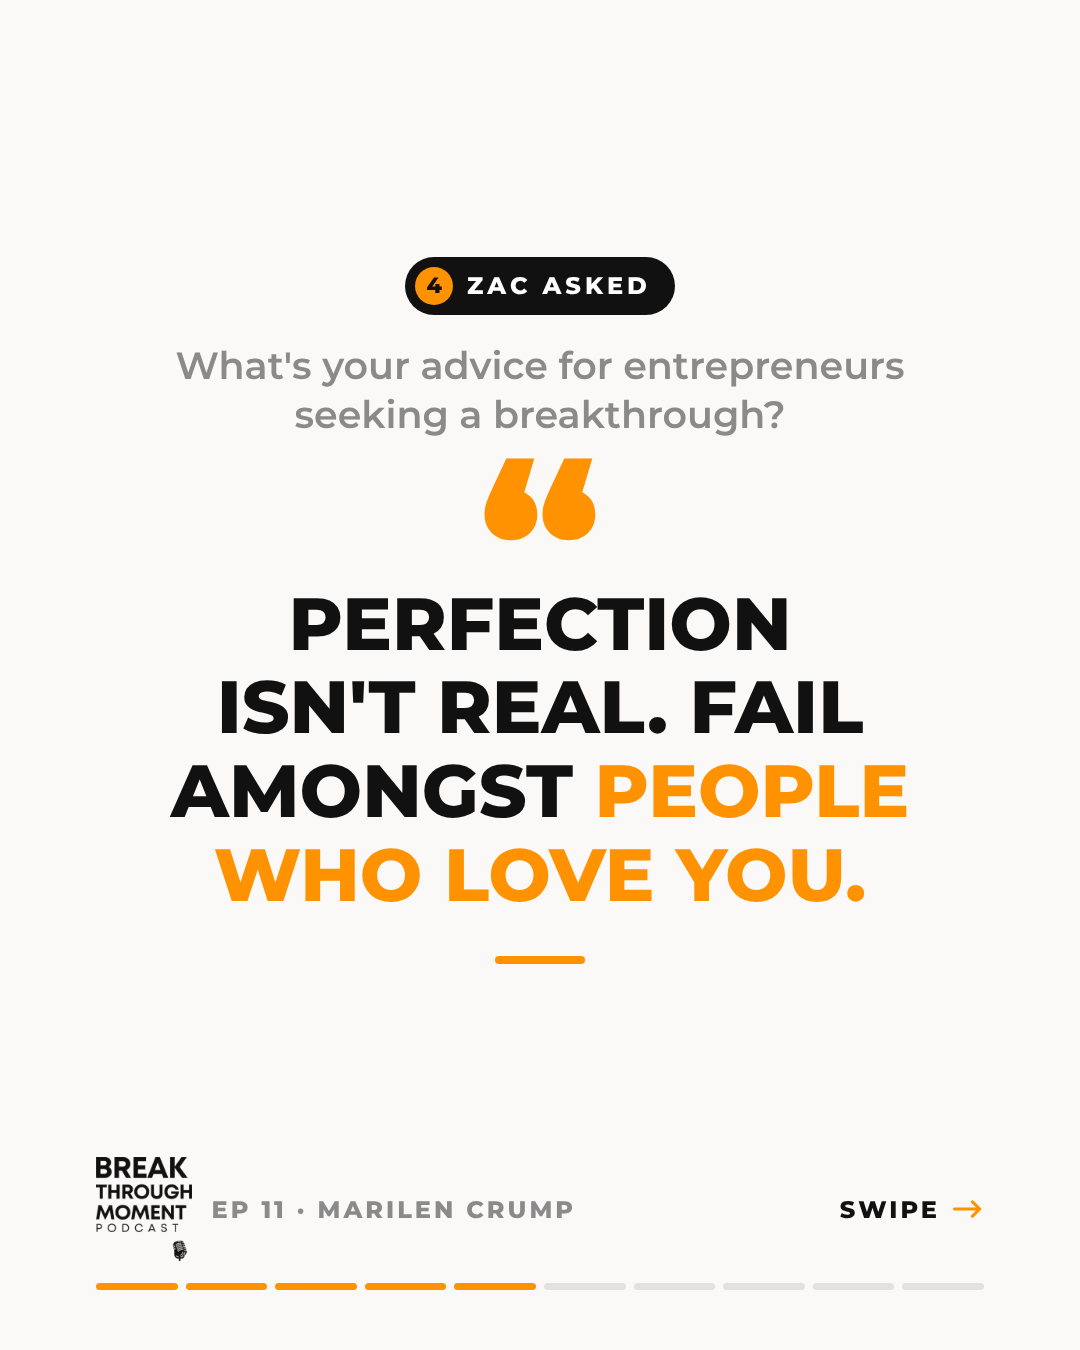 4 ZAC ASKED
What's your advice for entrepreneurs
seeking a breakthrough?
“
PERFECTION
ISN'T REAL. FAIL
AMONGST PEOPLE
WHO LOVE YOU.
BREAK
THROUGH
MOMENT
PODCAST
EP 11 · MARILEN CRUMP
SWIPE →